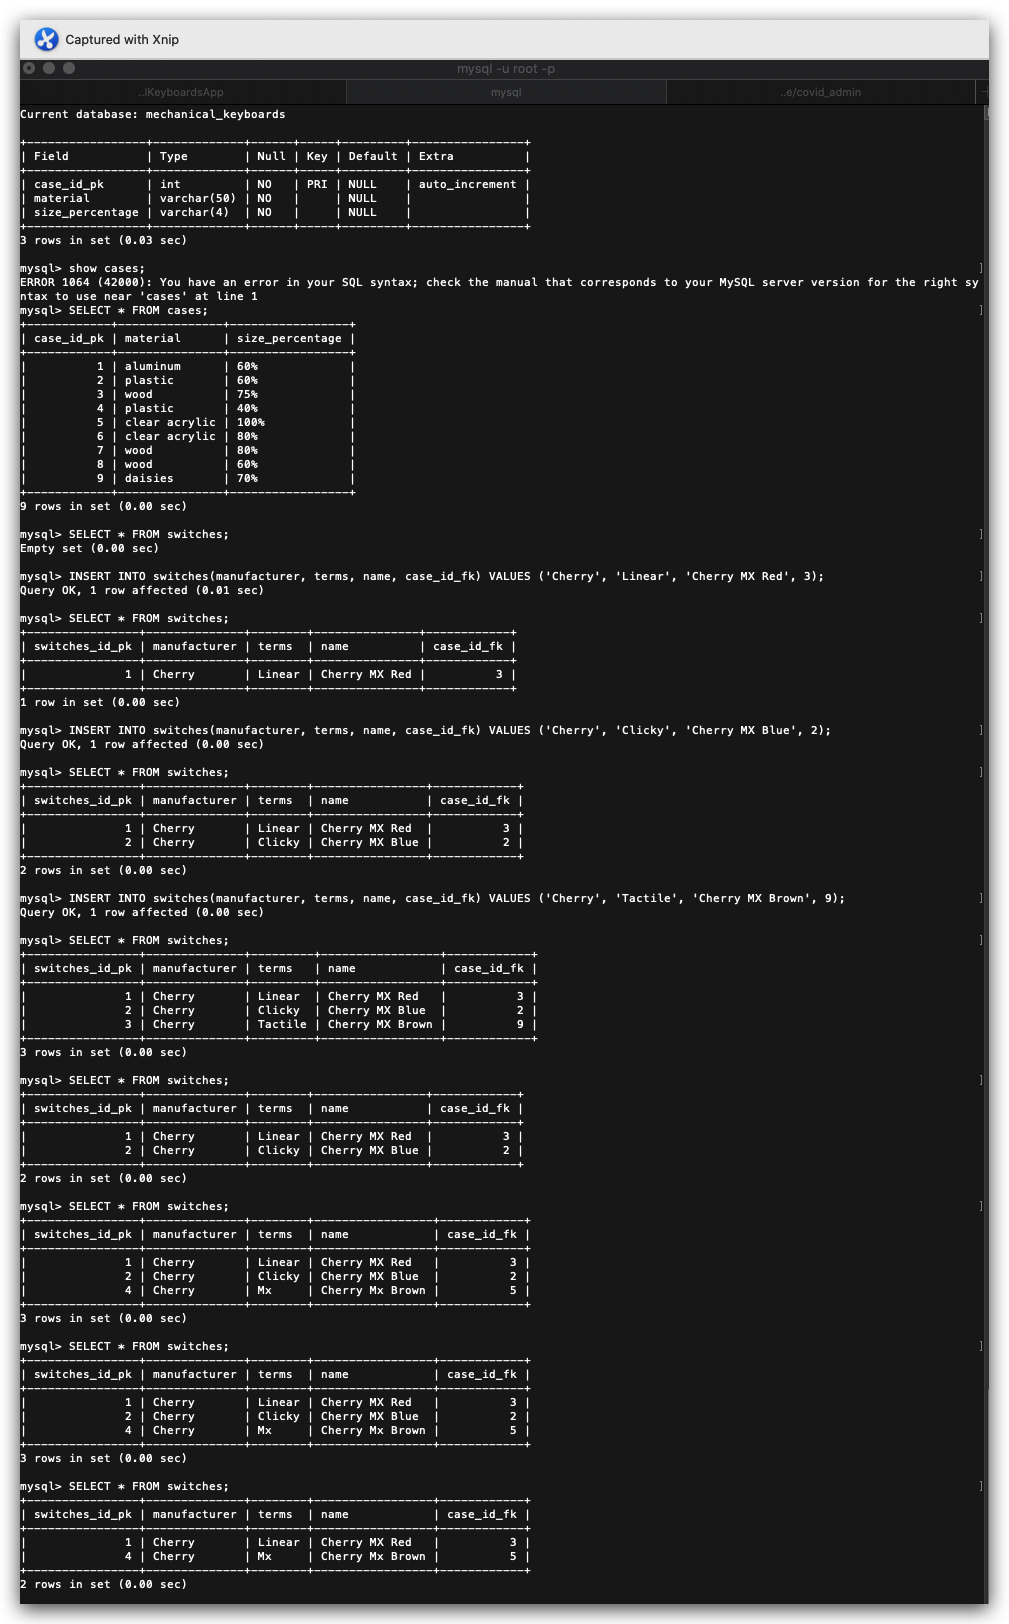 Captured with Xnip
mysql -u root -p
..lKeyboardsApp
mysql
..e/covid_admin
Current database: mechanical_keyboards
+-----------------+-------------+------+-----+---------+----------------+
| Field           | Type        | Null | Key | Default | Extra          |
+-----------------+-------------+------+-----+---------+----------------+
| case_id_pk      | int         | NO   | PRI | NULL    | auto_increment |
| material        | varchar(50) | NO   |     | NULL    |                |
| size_percentage | varchar(4)  | NO   |     | NULL    |                |
+-----------------+-------------+------+-----+---------+----------------+
3 rows in set (0.03 sec)
mysql> show cases;
ERROR 1064 (42000): You have an error in your SQL syntax; check the manual that corresponds to your MySQL server version for the right sy
ntax to use near 'cases' at line 1
mysql> SELECT * FROM cases;
+------------+---------------+-----------------+
| case_id_pk | material      | size_percentage |
+------------+---------------+-----------------+
|          1 | aluminum      | 60%             |
|          2 | plastic       | 60%             |
|          3 | wood          | 75%             |
|          4 | plastic       | 40%             |
|          5 | clear acrylic | 100%            |
|          6 | clear acrylic | 80%             |
|          7 | wood          | 80%             |
|          8 | wood          | 60%             |
|          9 | daisies       | 70%             |
+------------+---------------+-----------------+
9 rows in set (0.00 sec)
mysql> SELECT * FROM switches;
Empty set (0.00 sec)
mysql> INSERT INTO switches(manufacturer, terms, name, case_id_fk) VALUES ('Cherry', 'Linear', 'Cherry MX Red', 3);
Query OK, 1 row affected (0.01 sec)
mysql> SELECT * FROM switches;
+----------------+--------------+--------+---------------+------------+
| switches_id_pk | manufacturer | terms  | name          | case_id_fk |
+----------------+--------------+--------+---------------+------------+
|              1 | Cherry       | Linear | Cherry MX Red |          3 |
+----------------+--------------+--------+---------------+------------+
1 row in set (0.00 sec)
mysql> INSERT INTO switches(manufacturer, terms, name, case_id_fk) VALUES ('Cherry', 'Clicky', 'Cherry MX Blue', 2);
Query OK, 1 row affected (0.00 sec)
mysql> SELECT * FROM switches;
+----------------+--------------+--------+----------------+------------+
| switches_id_pk | manufacturer | terms  | name           | case_id_fk |
+----------------+--------------+--------+----------------+------------+
|              1 | Cherry       | Linear | Cherry MX Red  |          3 |
|              2 | Cherry       | Clicky | Cherry MX Blue |          2 |
+----------------+--------------+--------+----------------+------------+
2 rows in set (0.00 sec)
mysql> INSERT INTO switches(manufacturer, terms, name, case_id_fk) VALUES ('Cherry', 'Tactile', 'Cherry MX Brown', 9);
Query OK, 1 row affected (0.00 sec)
mysql> SELECT * FROM switches;
+----------------+--------------+---------+-----------------+------------+
| switches_id_pk | manufacturer | terms   | name            | case_id_fk |
+----------------+--------------+---------+-----------------+------------+
|              1 | Cherry       | Linear  | Cherry MX Red   |          3 |
|              2 | Cherry       | Clicky  | Cherry MX Blue  |          2 |
|              3 | Cherry       | Tactile | Cherry MX Brown |          9 |
+----------------+--------------+---------+-----------------+------------+
3 rows in set (0.00 sec)
mysql> SELECT * FROM switches;
+----------------+--------------+--------+----------------+------------+
| switches_id_pk | manufacturer | terms  | name           | case_id_fk |
+----------------+--------------+--------+----------------+------------+
|              1 | Cherry       | Linear | Cherry MX Red  |          3 |
|              2 | Cherry       | Clicky | Cherry MX Blue |          2 |
+----------------+--------------+--------+----------------+------------+
2 rows in set (0.00 sec)
mysql> SELECT * FROM switches;
+----------------+--------------+--------+-----------------+------------+
| switches_id_pk | manufacturer | terms  | name            | case_id_fk |
+----------------+--------------+--------+-----------------+------------+
|              1 | Cherry       | Linear | Cherry MX Red   |          3 |
|              2 | Cherry       | Clicky | Cherry MX Blue  |          2 |
|              4 | Cherry       | Mx     | Cherry Mx Brown |          5 |
+----------------+--------------+--------+-----------------+------------+
3 rows in set (0.00 sec)
mysql> SELECT * FROM switches;
+----------------+--------------+--------+-----------------+------------+
| switches_id_pk | manufacturer | terms  | name            | case_id_fk |
+----------------+--------------+--------+-----------------+------------+
|              1 | Cherry       | Linear | Cherry MX Red   |          3 |
|              2 | Cherry       | Clicky | Cherry MX Blue  |          2 |
|              4 | Cherry       | Mx     | Cherry Mx Brown |          5 |
+----------------+--------------+--------+-----------------+------------+
3 rows in set (0.00 sec)
mysql> SELECT * FROM switches;
+----------------+--------------+--------+-----------------+------------+
| switches_id_pk | manufacturer | terms  | name            | case_id_fk |
+----------------+--------------+--------+-----------------+------------+
|              1 | Cherry       | Linear | Cherry MX Red   |          3 |
|              4 | Cherry       | Mx     | Cherry Mx Brown |          5 |
+----------------+--------------+--------+-----------------+------------+
2 rows in set (0.00 sec)